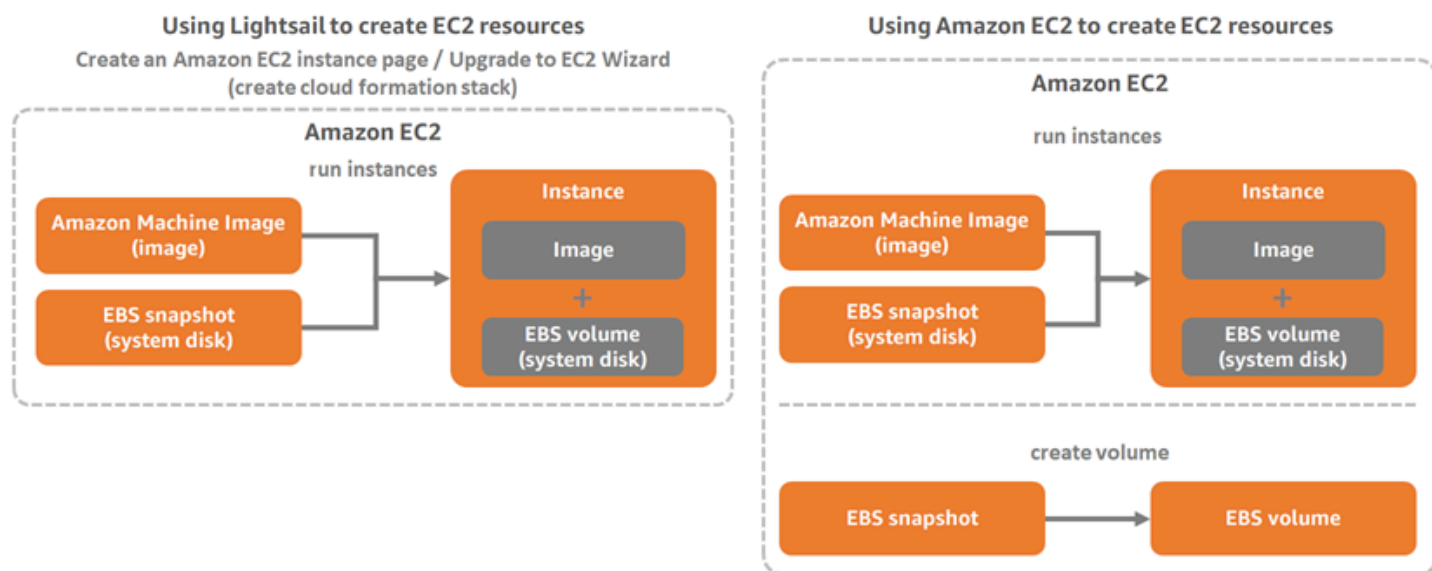 Using Lightsail to create EC2 resources
Create an Amazon EC2 instance page / Upgrade to EC2 Wizard
(create cloud formation stack)
Amazon EC2
run instances
Amazon Machine Image
(image)
EBS snapshot
(system disk)
Instance
Image
+
EBS volume
(system disk)
Using Amazon EC2 to create EC2 resources
Amazon EC2
run instances
Amazon Machine Image
(image)
EBS snapshot
(system disk)
Instance
Image
+
EBS volume
(system disk)
create volume
EBS snapshot
EBS volume